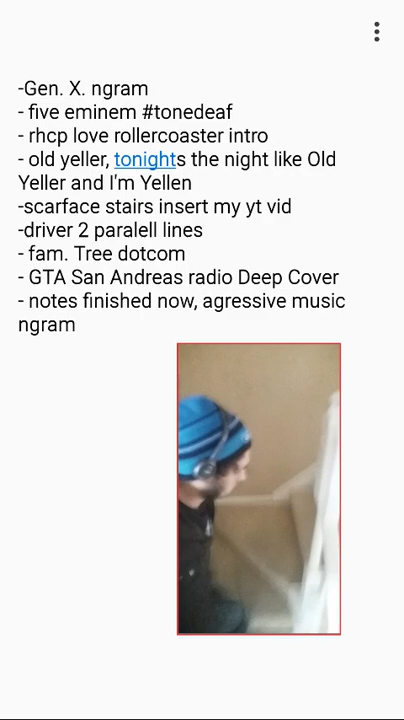 -Gen. X. ngram
- five eminem #tonedeaf
- rhcp love rollercoaster intro
- old yeller, tonights the night like Old
Yeller and I'm Yellen
-scarface stairs insert my yt vid
-driver 2 paralell lines
- fam. Tree dotcom
- GTA San Andreas radio Deep Cover
- notes finished now, agressive music
ngram